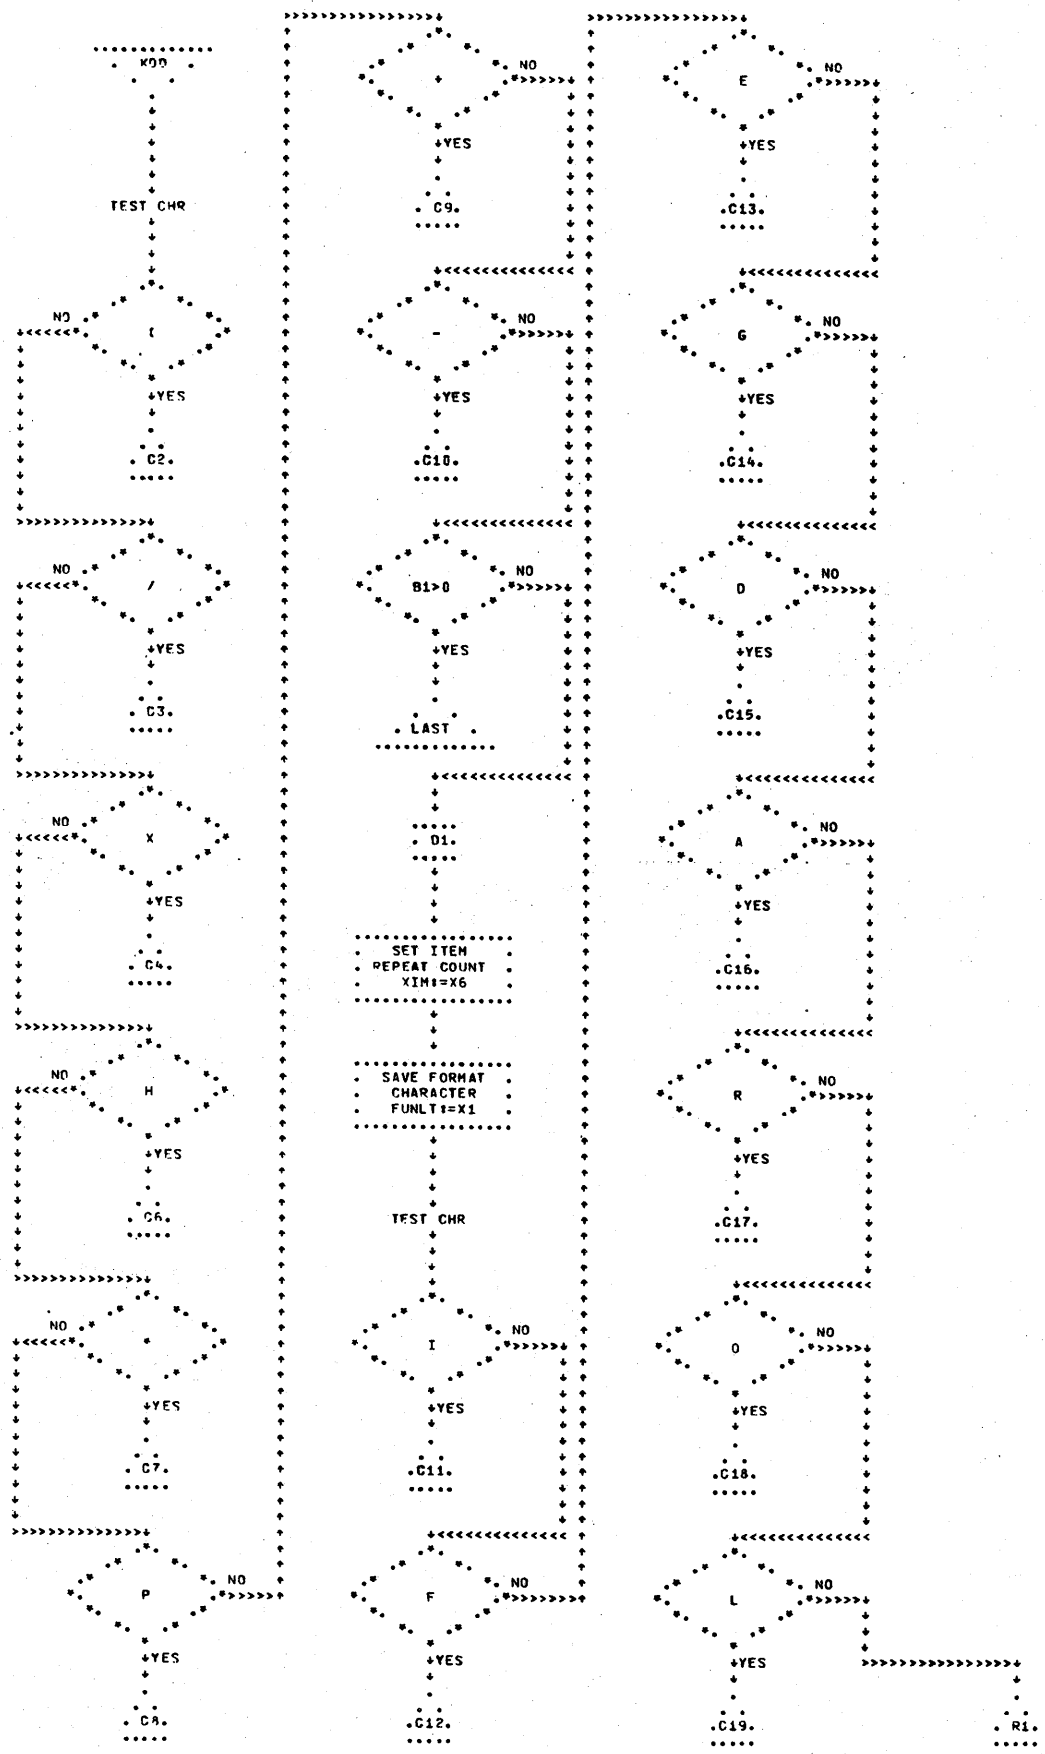 KOD
TEST CHR
NO
YES
C2.
NO
/
YES
C3.
NO
X
YES
C4.
NO
H
YES
C6.
NO
YES
C7.
P
NO
YES
C8.
+
NO
YES
C9.
-
NO
YES
C10.
B1>0
NO
YES
LAST
D1.
SET ITEM
REPEAT COUNT
XIM:=X6
SAVE FORMAT
CHARACTER
FUNLT:=X1
TEST CHR
I
NO
YES
C11.
F
NO
YES
C12.
E
NO
YES
C13.
G
NO
YES
C14.
D
NO
YES
C15.
A
NO
YES
C16.
R
NO
YES
C17.
O
NO
YES
C18.
L
NO
YES
C19.
R1.